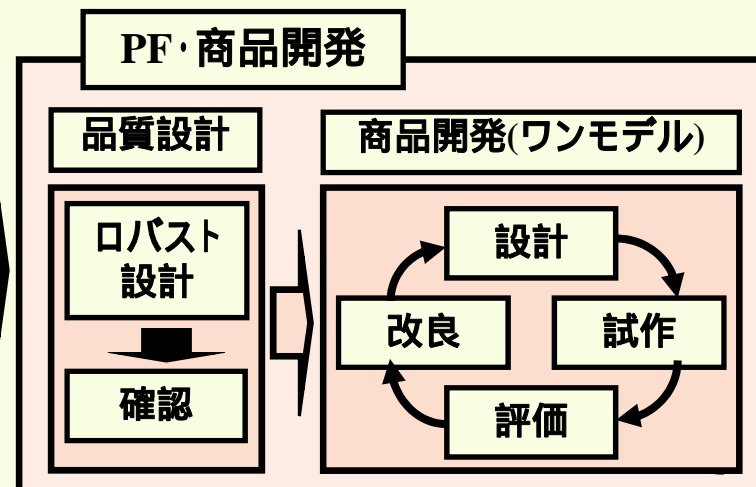 PF・商品開発
品質設計
商品開発(ワンモデル)
ロバスト
設計
確認
設計
改良
試作
評価